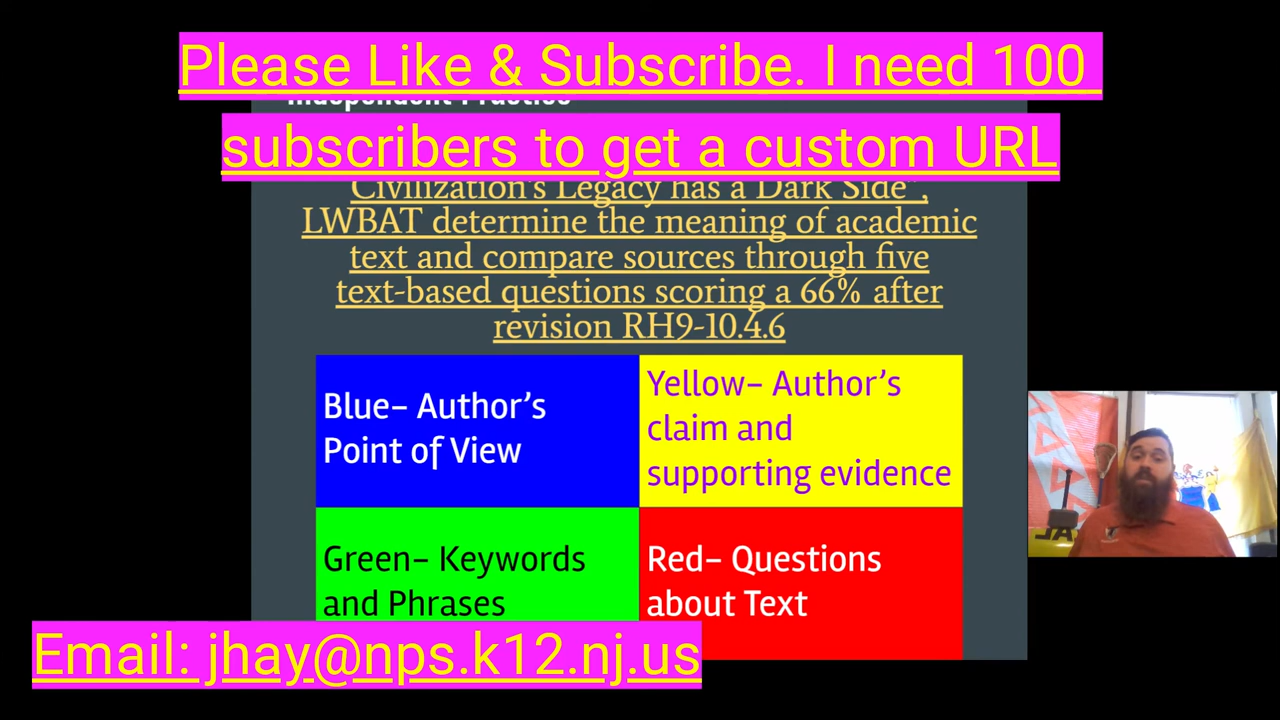 Please Like & Subscribe. I need 100
Independent Practice
subscribers to get a custom URL
Civilization's Legacy has a Dark Side",
LWBAT determine the meaning of academic
text and compare sources through five
text-based questions scoring a 66% after
revision RH9-10.4.6
Blue– Author's
Point of View
Yellow– Author's
claim and
supporting evidence
Green– Keywords
and Phrases
Red– Questions
about Text
Email: jhay@nps.k12.nj.us